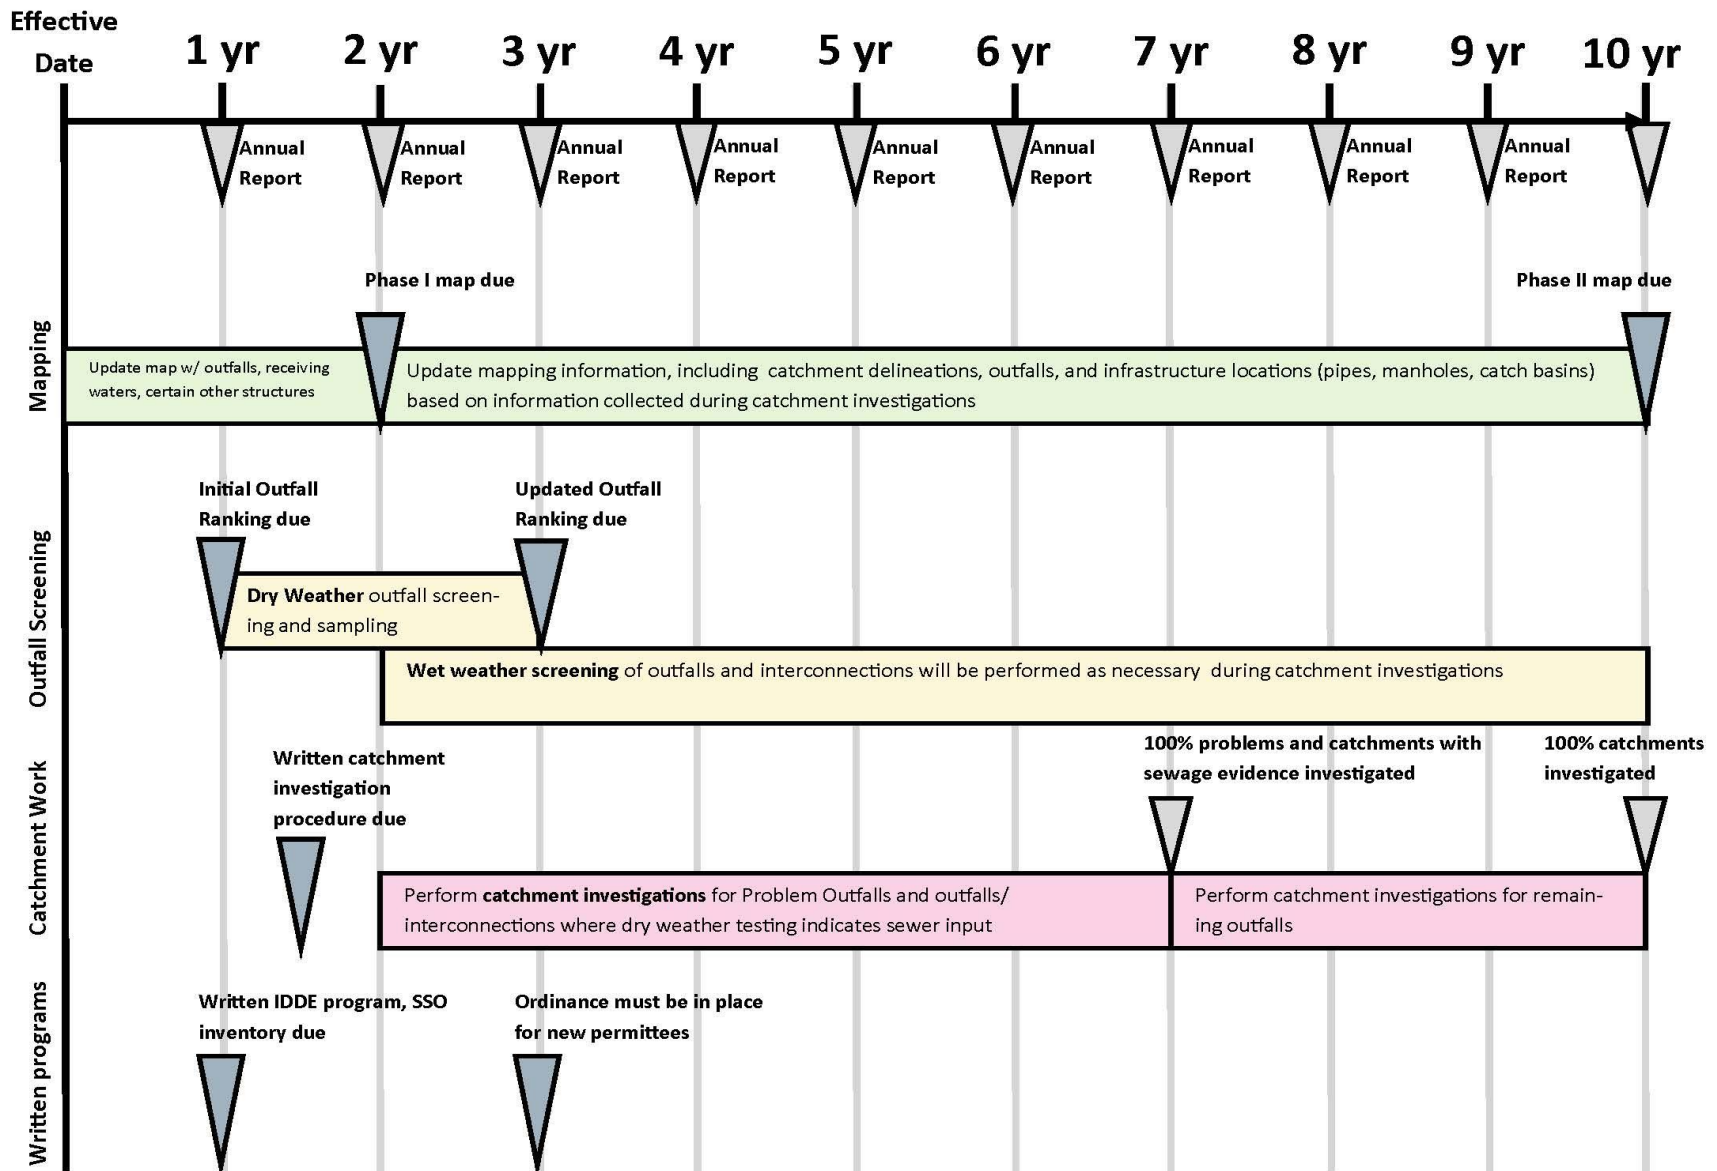 Effective
Date
1 yr
2 yr
3 yr
4 yr
5 yr
6 yr
7 yr
8 yr
9 yr
10 yr
Annual
Report
Annual
Report
Annual
Report
Annual
Report
Annual
Report
Annual
Report
Annual
Report
Annual
Report
Annual
Report
Mapping
Phase I map due
Phase II map due
Update map w/ outfalls, receiving
waters, certain other structures
Update mapping information, including catchment delineations, outfalls, and infrastructure locations (pipes, manholes, catch basins)
based on information collected during catchment investigations
Outfall Screening
Initial Outfall
Ranking due
Updated Outfall
Ranking due
Dry Weather outfall screen-
ing and sampling
Wet weather screening of outfalls and interconnections will be performed as necessary during catchment investigations
Catchment Work
Written catchment
investigation
procedure due
100% problems and catchments with
sewage evidence investigated
100% catchments
investigated
Perform catchment investigations for Problem Outfalls and outfalls/
interconnections where dry weather testing indicates sewer input
Perform catchment investigations for remain-
ing outfalls
Written programs
Written IDDE program, SSO
inventory due
Ordinance must be in place
for new permittees